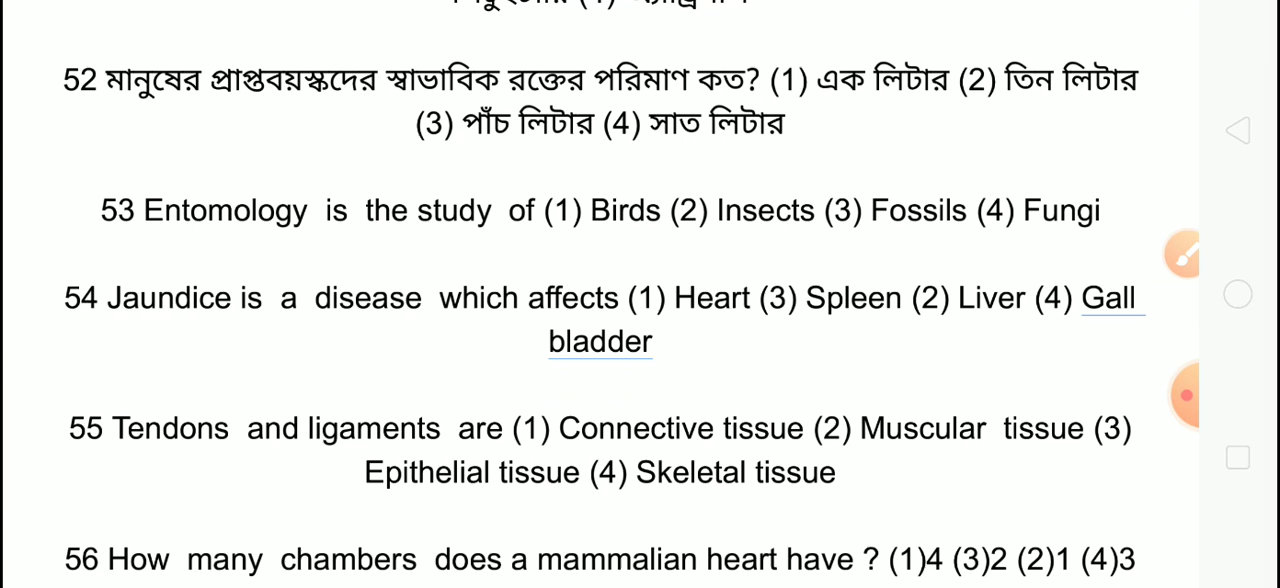 52 মানুষের প্রাপ্তবয়স্কদের স্বাভাবিক রক্তের পরিমাণ কত? (1) এক লিটার (2) তিন লিটার
(3) পাঁচ লিটার (4) সাত লিটার
53 Entomology is the study of (1) Birds (2) Insects (3) Fossils (4) Fungi
54 Jaundice is a disease which affects (1) Heart (3) Spleen (2) Liver (4) Gall
bladder
55 Tendons and ligaments are (1) Connective tissue (2) Muscular tissue (3)
Epithelial tissue (4) Skeletal tissue
56 How many chambers does a mammalian heart have ? (1)4 (3)2 (2)1 (4)3